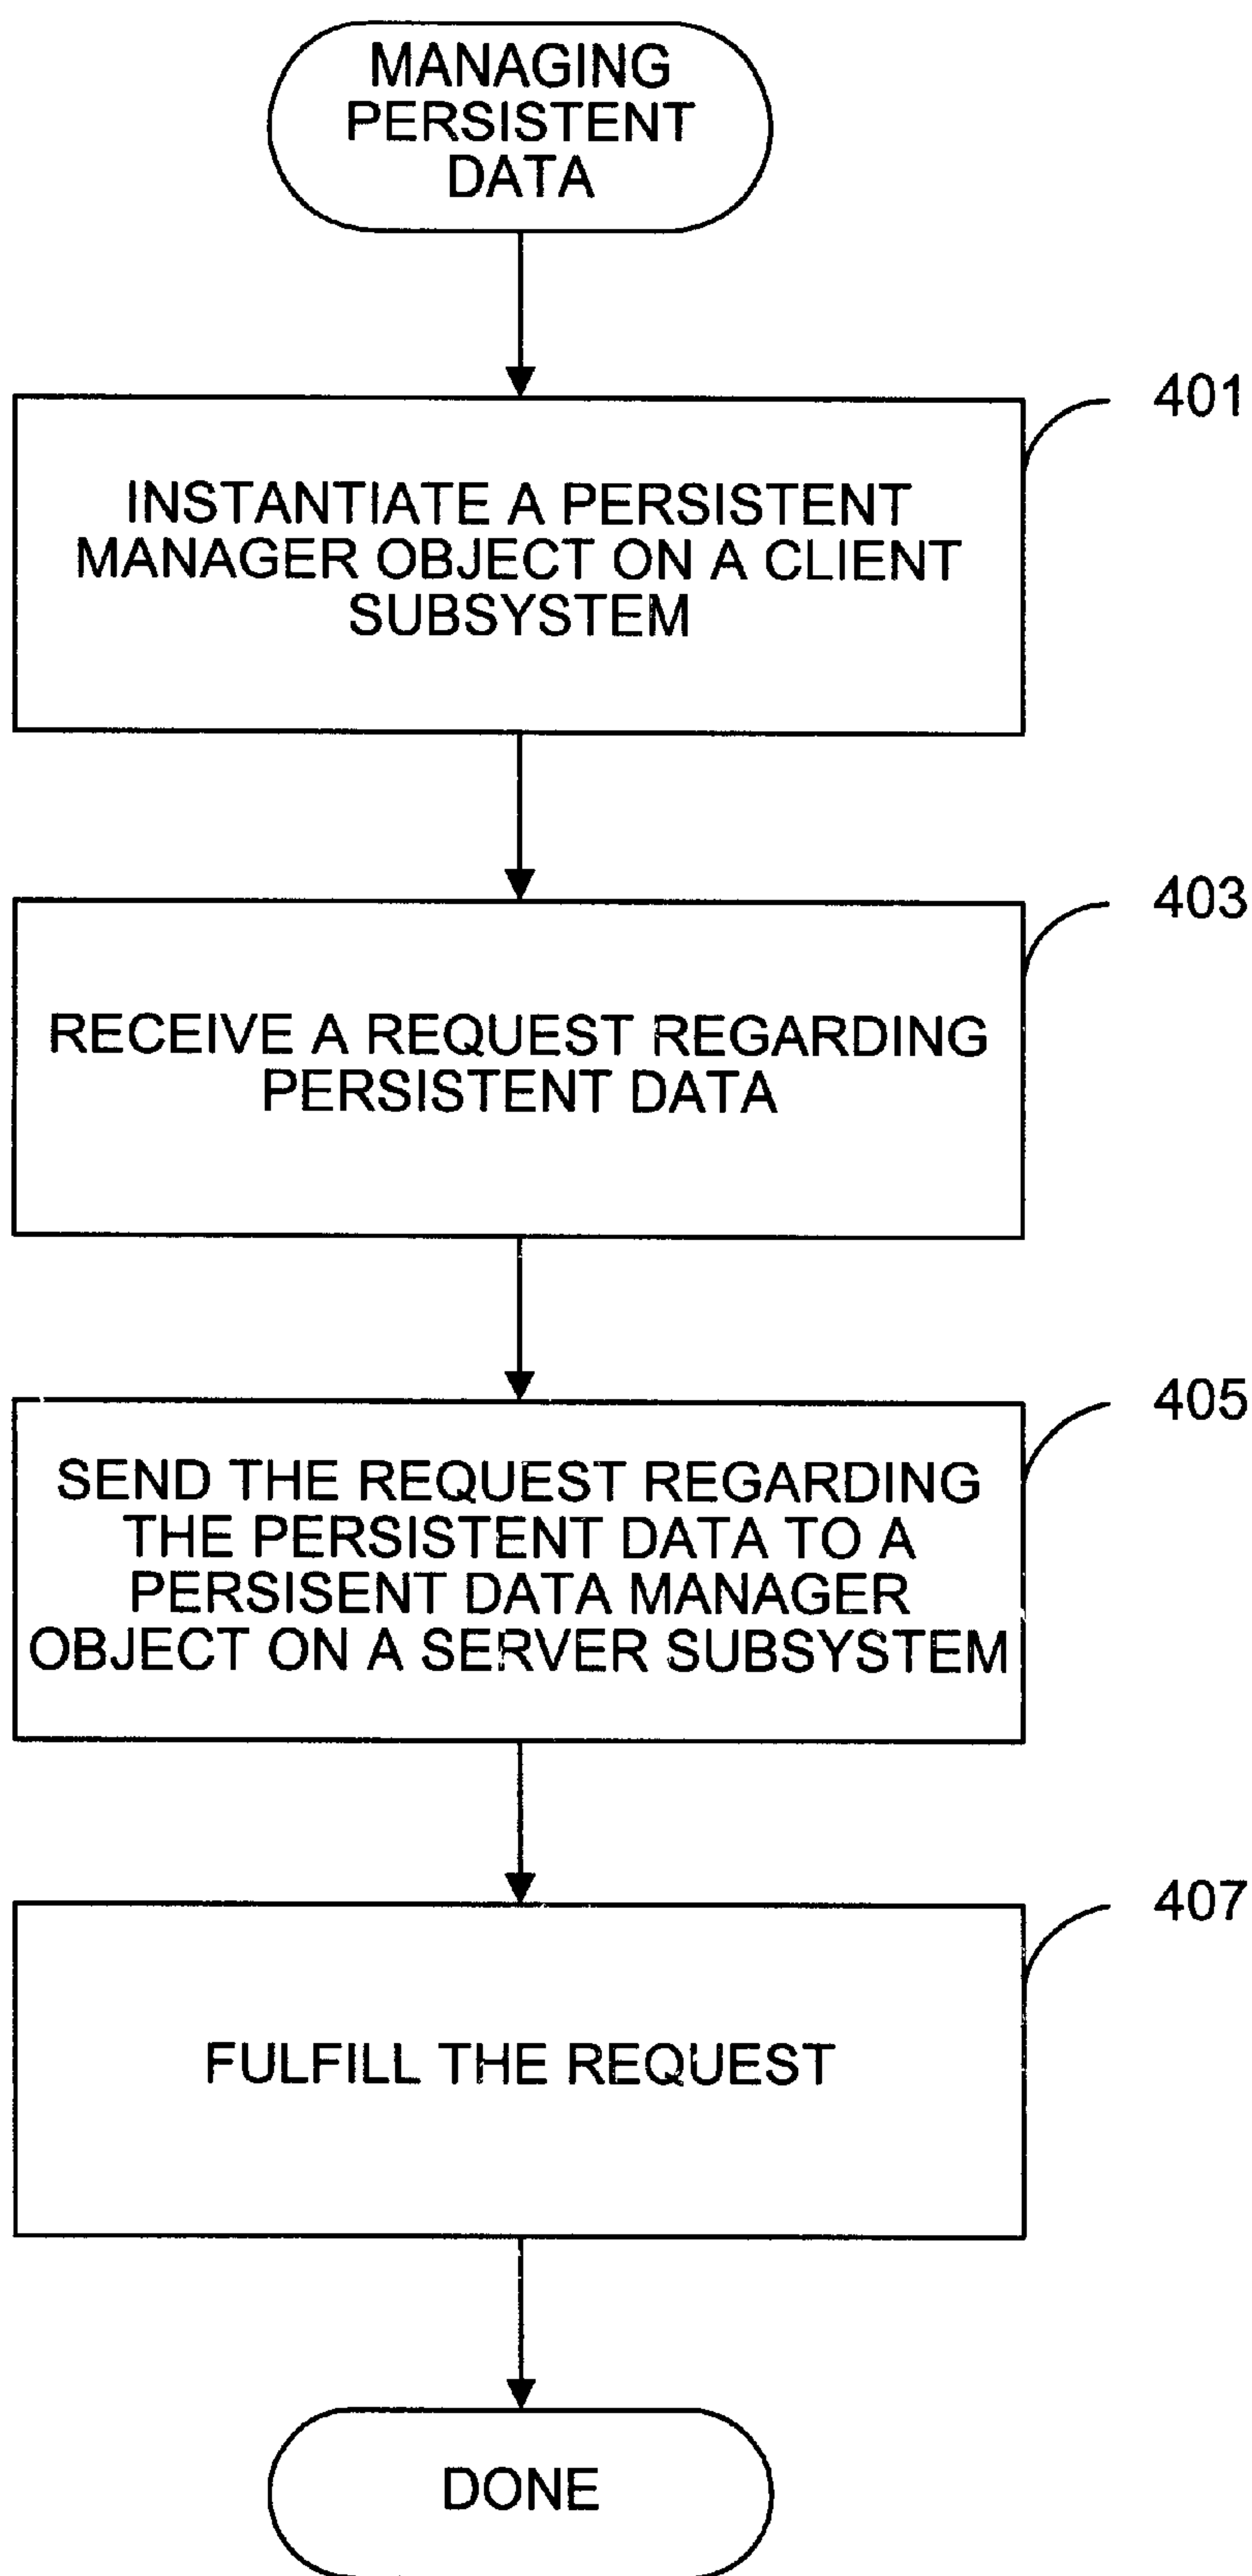 MANAGING
PERSISTENT
DATA
401
INSTANTIATE A PERSISTENT
MANAGER OBJECT ON A CLIENT
SUBSYSTEM
403
RECEIVE A REQUEST REGARDING
PERSISTENT DATA
405
SEND THE REQUEST REGARDING
THE PERSISTENT DATA TO A
PERSISENT DATA MANAGER
OBJECT ON A SERVER SUBSYSTEM
407
FULFILL THE REQUEST
DONE